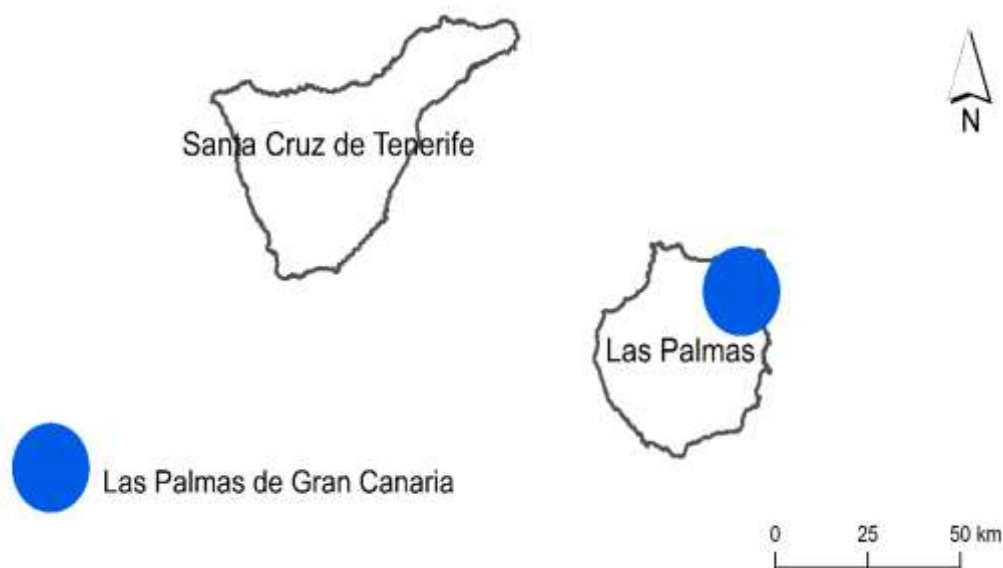 N
Santa Cruz de Tenerife
Las Palmas
Las Palmas de Gran Canaria
0 25 50 km